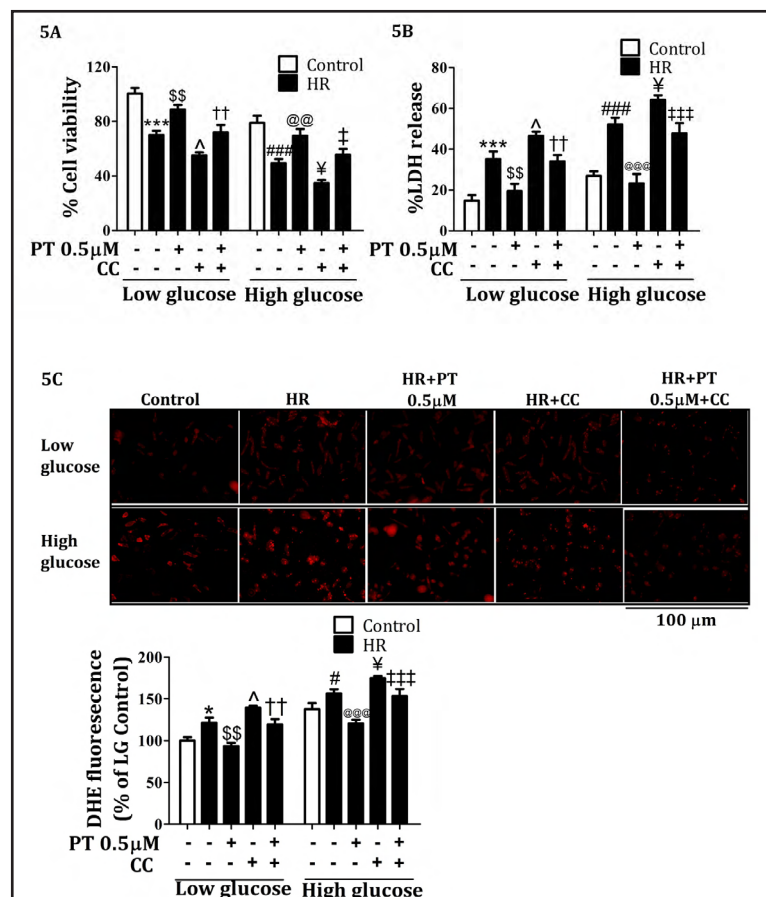 5A
Control
HR
% Cell viability
120
80
40
0
***
$$
^
††
###
@@
¥
‡
PT 0.5μM - - + - + - - + - +
CC - - - + + - - - + +
Low glucose High glucose
5B
Control
HR
%LDH release
80
60
40
20
0
***
$$
^
††
###
@@@
¥
‡‡‡
PT 0.5μM - - + - + - - + - +
CC - - - + + - - - + +
Low glucose High glucose
5C
Control HR HR+PT 0.5μM HR+CC HR+PT 0.5μM+CC
Low glucose
High glucose
100 μm
Control
HR
DHE fluoresecence
(% of LG Control)
200
150
100
50
0
*
$$
^
††
#
@@@
¥
‡‡‡
PT 0.5μM - - + - + - - + - +
CC - - - + + - - - + +
Low glucose High glucose